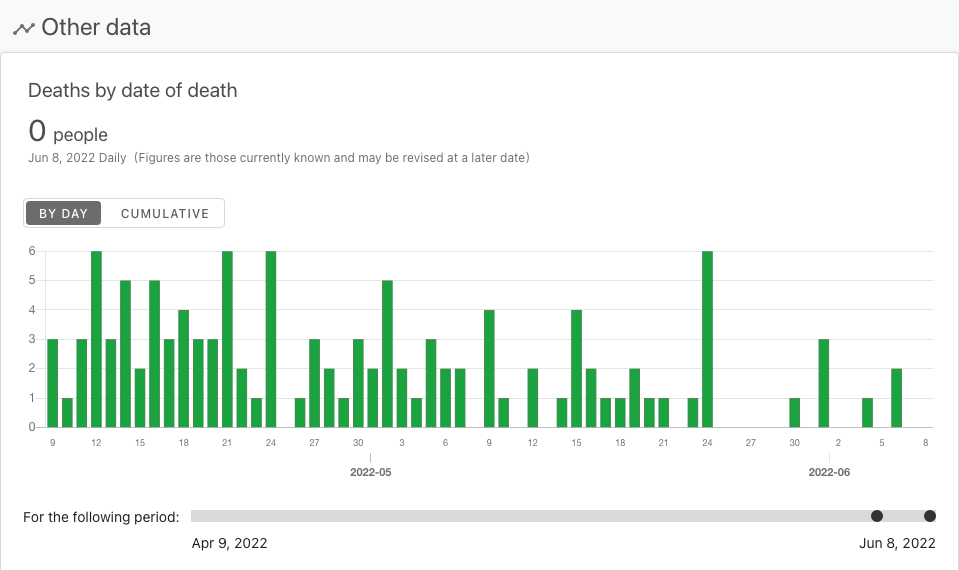 Other data
Deaths by date of death
0 people
Jun 8, 2022 Daily (Figures are those currently known and may be revised at a later date)
BY DAY CUMULATIVE
6
5
4
3
2
1
0
9 12 15 18 21 24 27 30 3 6 9 12 15 18 21 24 27 30 2 5 8
2022-05 2022-06
For the following period:
Apr 9, 2022 Jun 8, 2022